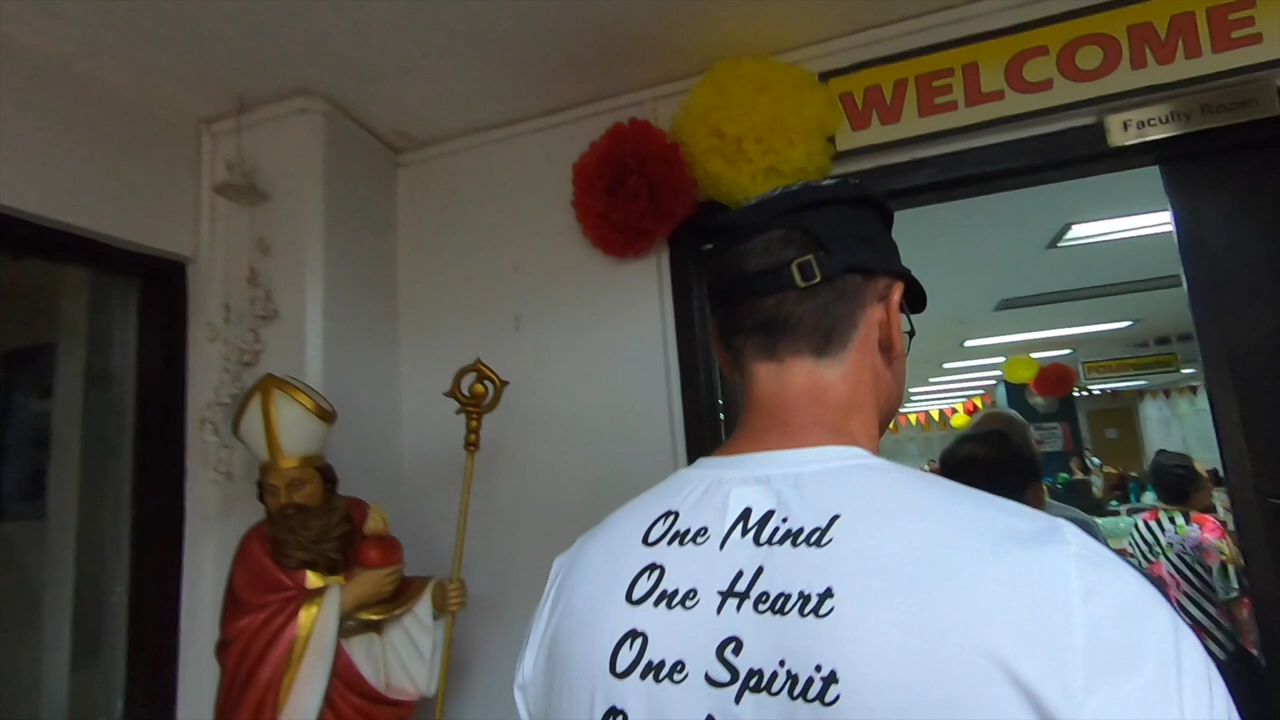 WELCOME
Faculty Room
One Mind
One Heart
One Spirit